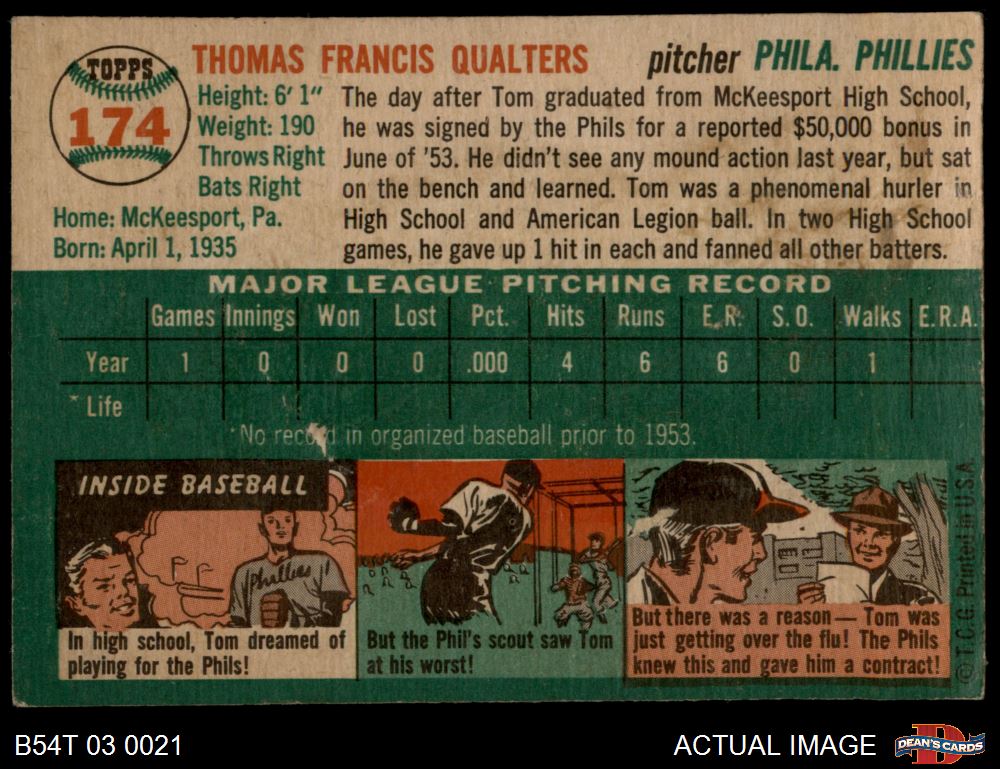 TOPPS
174
THOMAS FRANCIS QUALTERS pitcher PHILA. PHILLIES
Height: 6' 1"
Weight: 190
Throws Right
Bats Right
Home: McKeesport, Pa.
Born: April 1, 1935
The day after Tom graduated from McKeesport High School,
he was signed by the Phils for a reported $50,000 bonus in
June of '53. He didn't see any mound action last year, but sat
on the bench and learned. Tom was a phenomenal hurler in
High School and American Legion ball. In two High School
games, he gave up 1 hit in each and fanned all other batters.
MAJOR LEAGUE PITCHING RECORD
Games Innings Won Lost Pct. Hits Runs E.R. S.O. Walks E.R.A.
Year 1 0 0 0 .000 4 6 6 0 1
* Life
*No record in organized baseball prior to 1953.
INSIDE BASEBALL
Phillies
In high school, Tom dreamed of
playing for the Phils!
But the Phil's scout saw Tom
at his worst!
But there was a reason — Tom was
just getting over the flu! The Phils
knew this and gave him a contract!
© T.C.G. Printed in U.S.A.
B54T 03 0021
ACTUAL IMAGE
D
DEAN'S CARDS